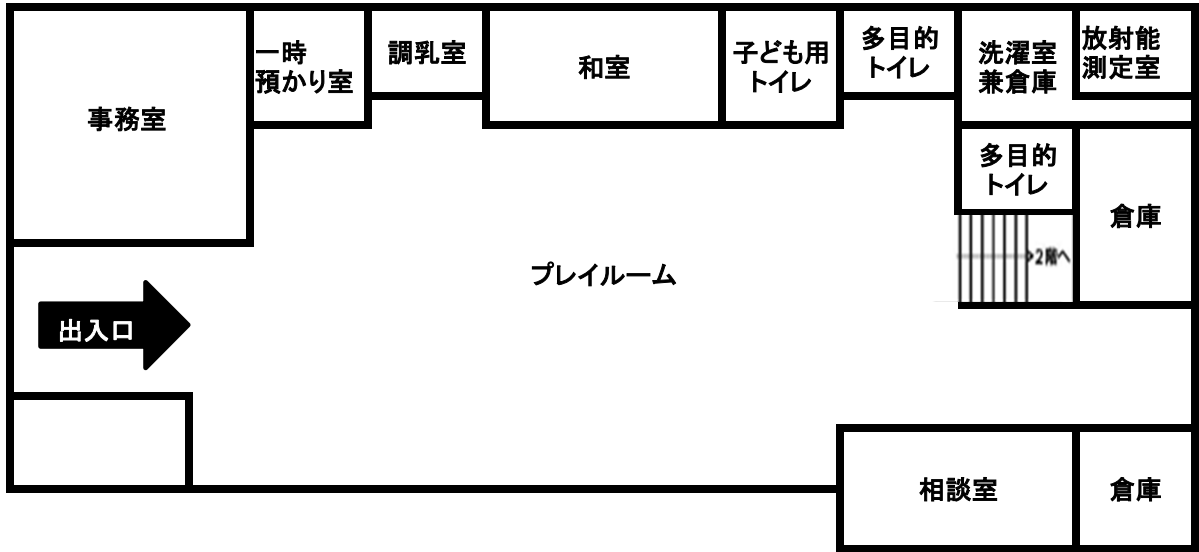 事務室
一時
預かり室
調乳室
和室
子ども用
トイレ
多目的
トイレ
洗濯室
兼倉庫
放射能
測定室
多目的
トイレ
倉庫
2階へ
プレイルーム
出入口
相談室
倉庫